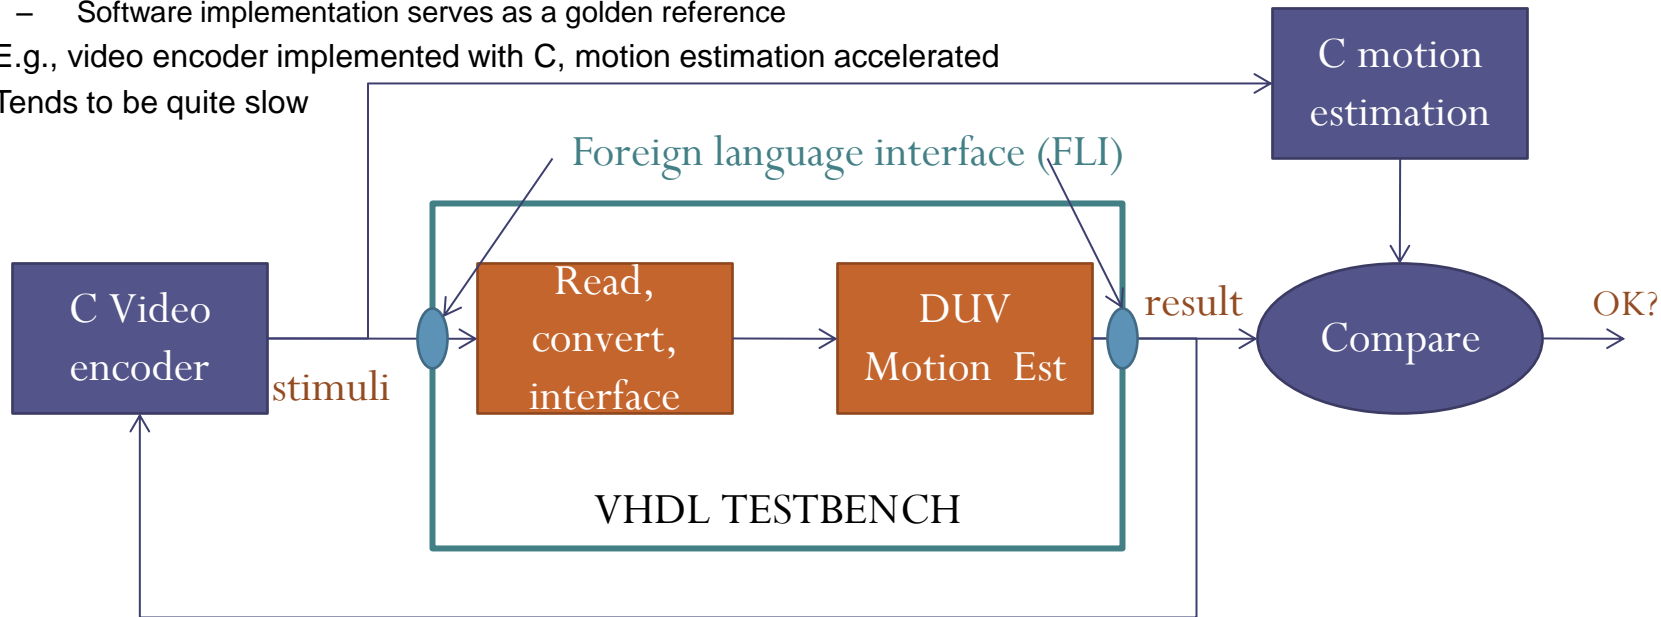 – Software implementation serves as a golden reference
E.g., video encoder implemented with C, motion estimation accelerated
Tends to be quite slow
C motion
estimation
Foreign language interface (FLI)
C Video
encoder
stimuli
Read,
convert,
interface
DUV
Motion Est
result
Compare
OK?
VHDL TESTBENCH